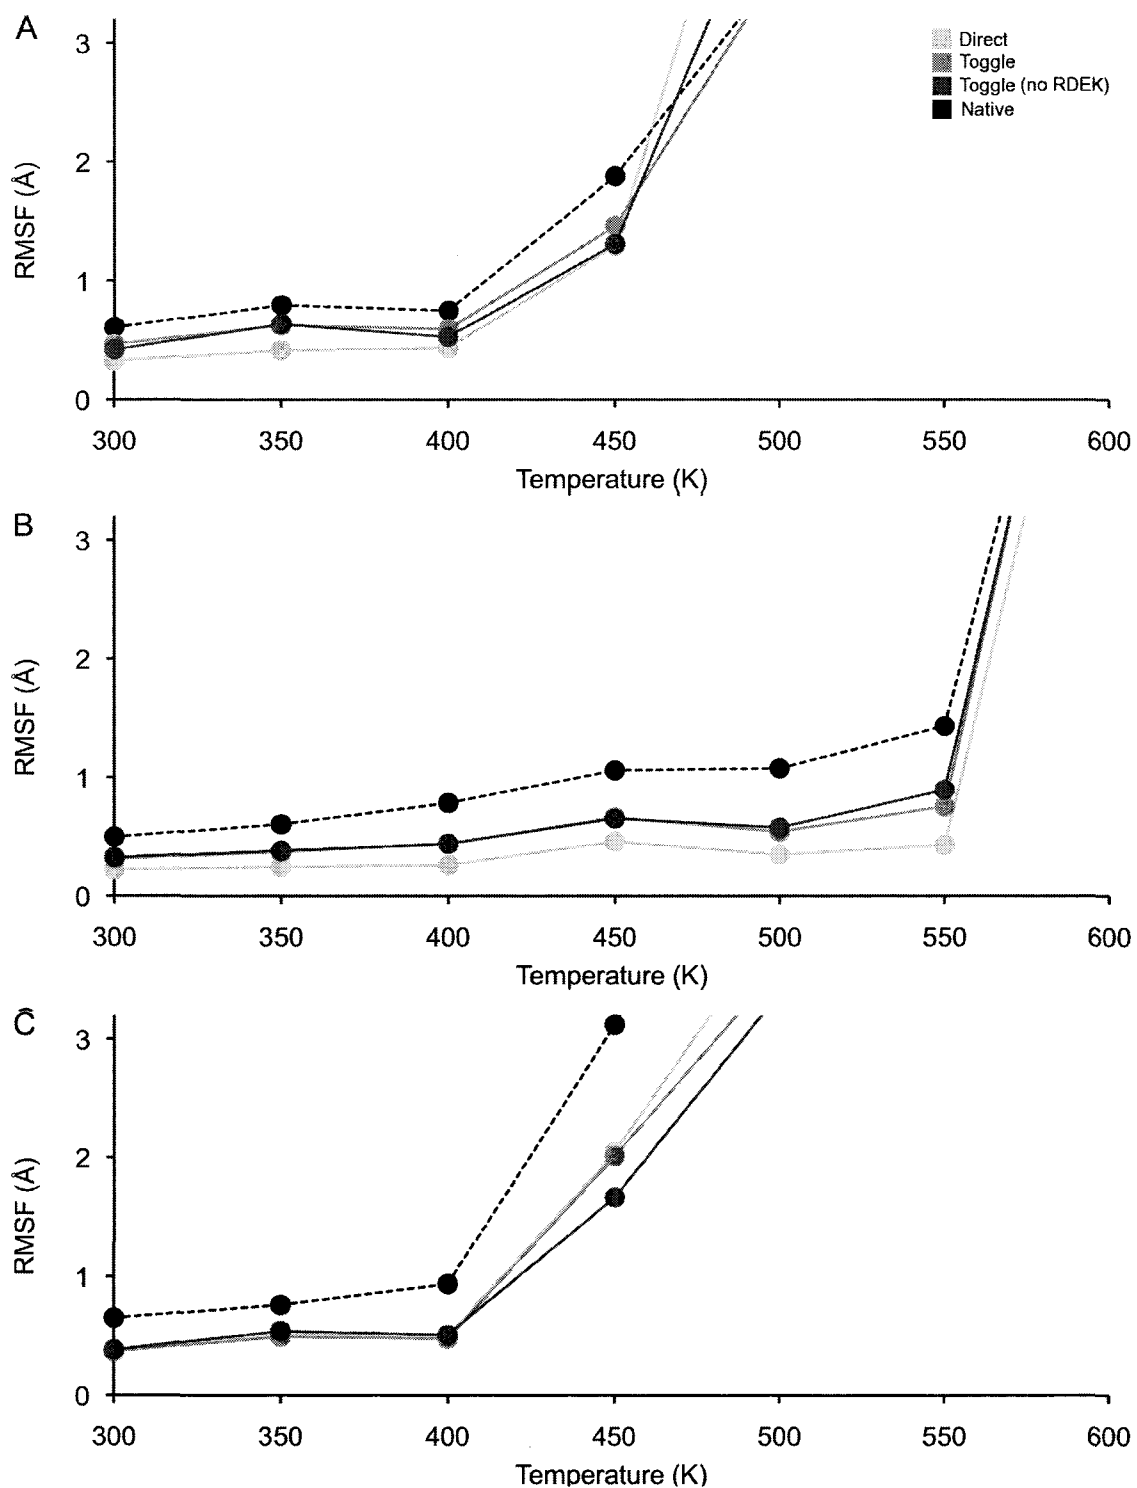 A
Direct
Toggle
Toggle (no RDEK)
Native
3
2
1
0
RMSF (Å)
300 350 400 450 500 550 600
Temperature (K)
B
3
2
1
0
RMSF (Å)
300 350 400 450 500 550 600
Temperature (K)
C
3
2
1
0
RMSF (Å)
300 350 400 450 500 550 600
Temperature (K)